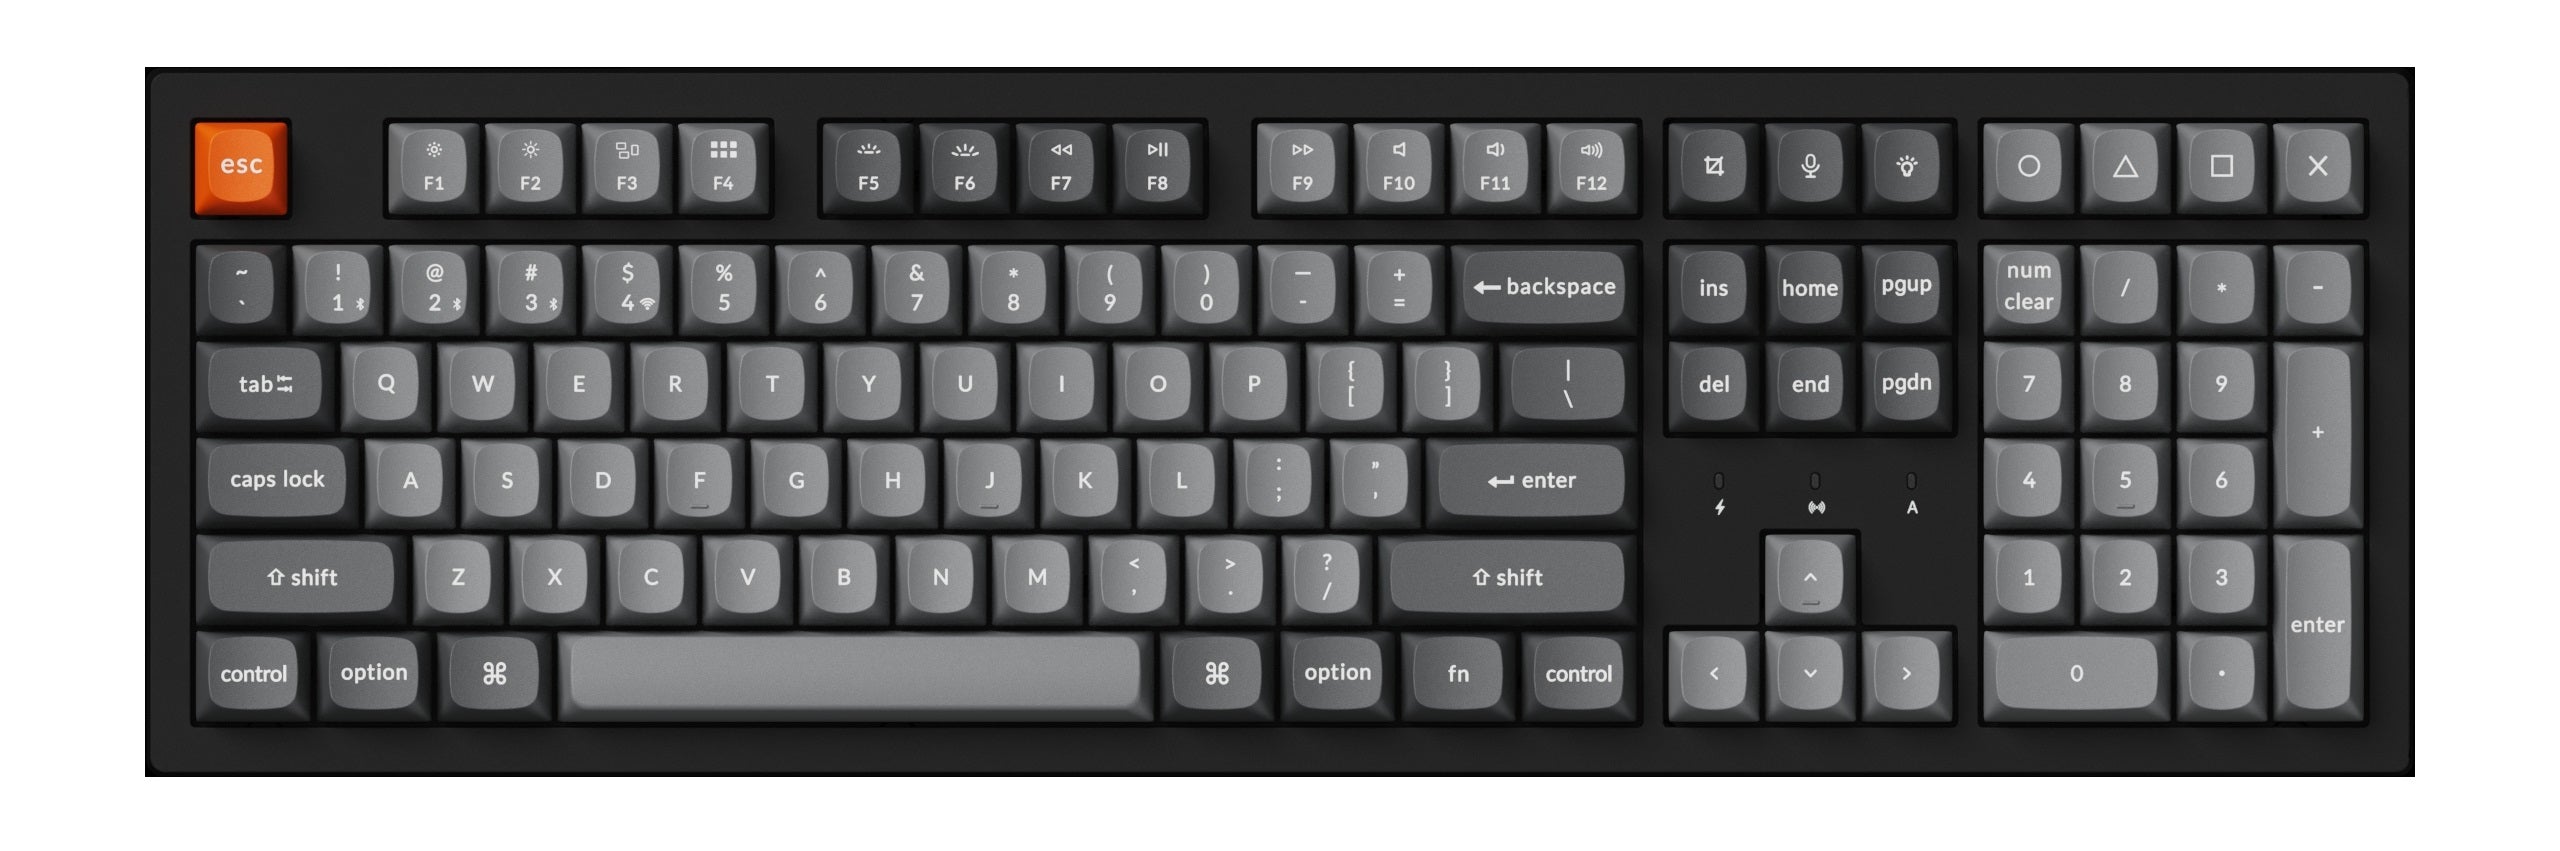 esc F1 F2 F3 F4 F5 F6 F7 F8 F9 F10 F11 F12
~ ! @ # $ % ^ & * ( ) — +
` 1 2 3 4 5 6 7 8 9 0 - = backspace ins home pgup num clear / * -
tab Q W E R T Y U I O P { [ } ] | \ del end pgdn 7 8 9 +
caps lock A S D F G H J K L : ; " ' enter 4 5 6
A
shift Z X C V B N M < , > . ? / shift ^ 1 2 3 enter
control option ⌘ ⌘ option fn control < > 0 .